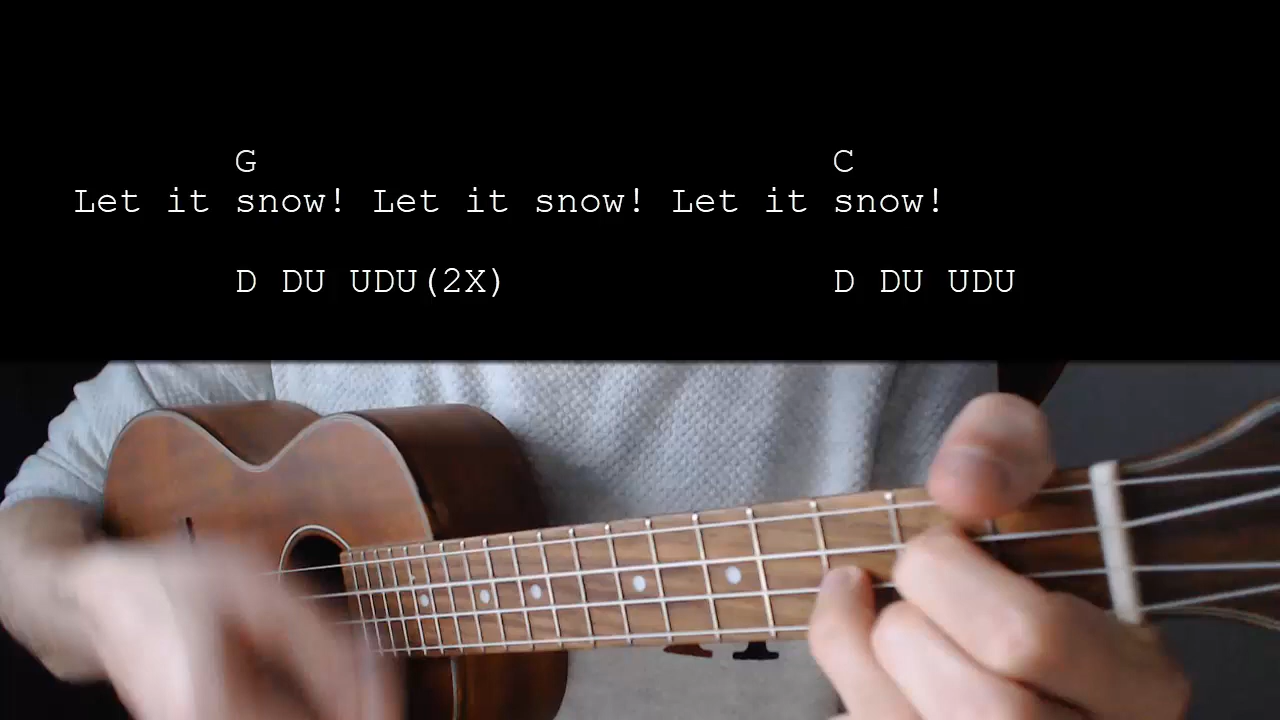 G C
Let it snow! Let it snow! Let it snow!
D DU UDU(2X) D DU UDU